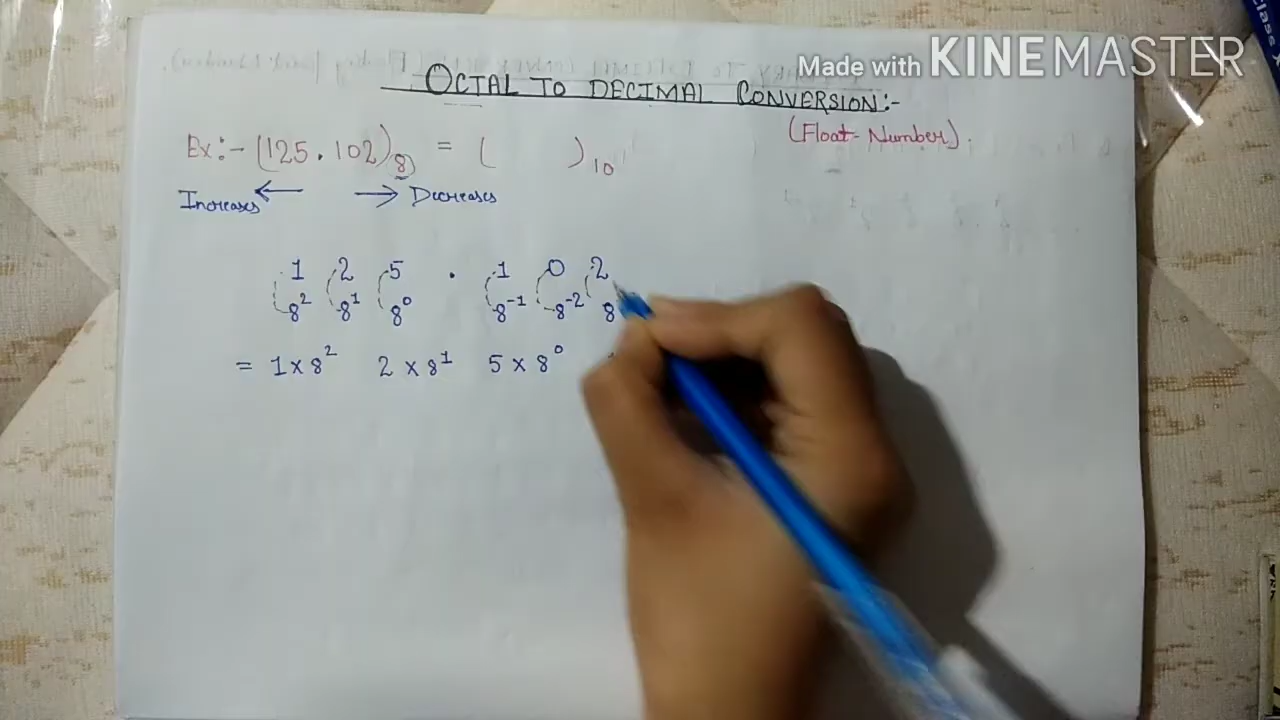 Made with KINEMASTER
OCTAL TO DECIMAL CONVERSION:-
(Float-Number).
Ex:- (125.102)₈ = ( )₁₀
Increases ← → Decreases
1 2 5 . 1 0 2
8² 8¹ 8⁰ 8⁻¹ 8⁻² 8
= 1×8² 2×8¹ 5×8⁰